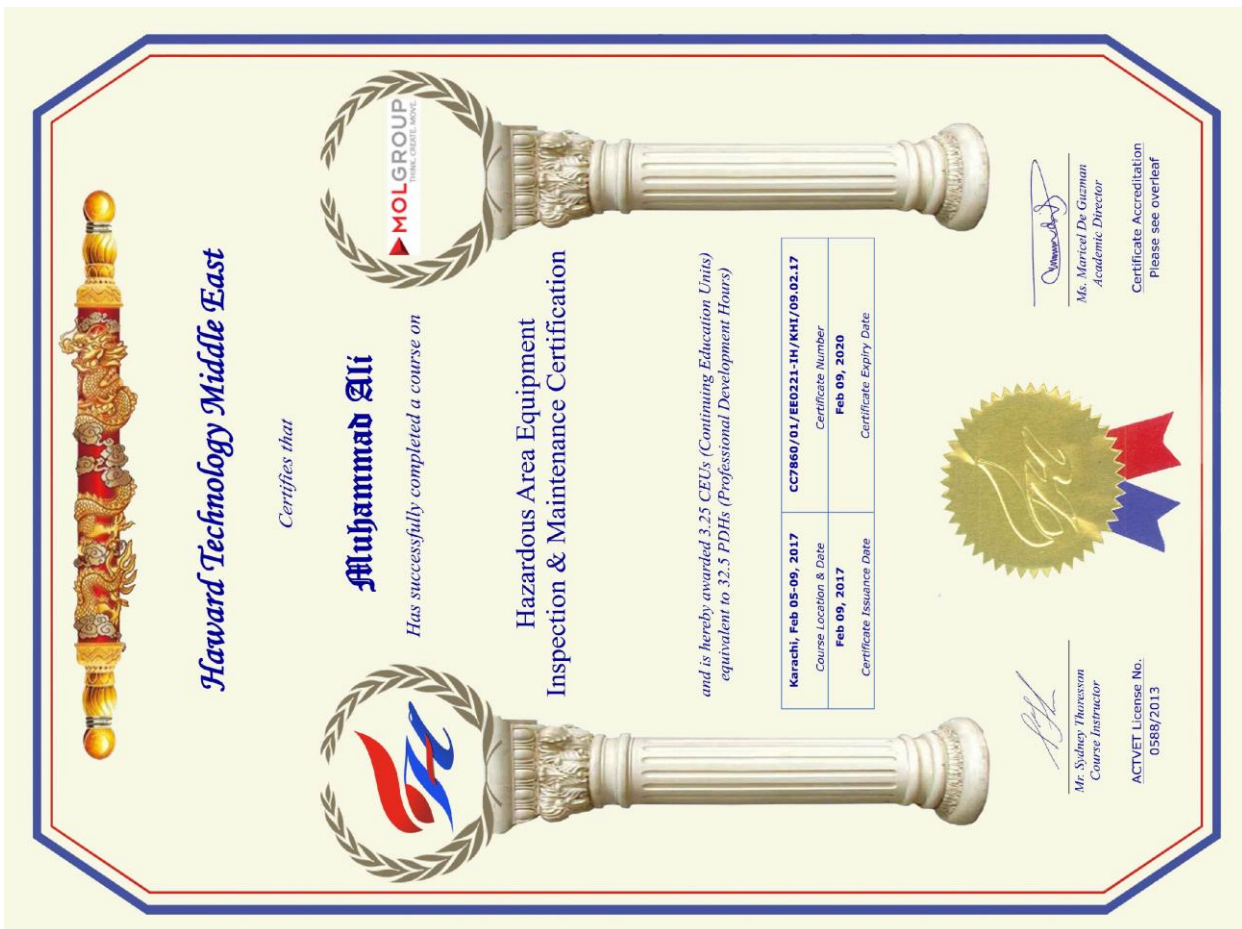 Haward Technology Middle East
Certifies that
MOLGROUP
THINK. CREATE. MOVE.
Muhammad Ali
Has successfully completed a course on
Hazardous Area Equipment
Inspection & Maintenance Certification
and is hereby awarded 3.25 CEUs (Continuing Education Units)
equivalent to 32.5 PDHs (Professional Development Hours)
Karachi, Feb 05-09, 2017 CC7860/01/EE0221-IH/KHI/09.02.17
Course Location & Date Certificate Number
Feb 09, 2017 Feb 09, 2020
Certificate Issuance Date Certificate Expiry Date
Mr. Sydney Thoresson Ms. Maricel De Guzman
Course Instructor Academic Director
ACTVET License No. Certificate Accreditation
0588/2013 Please see overleaf